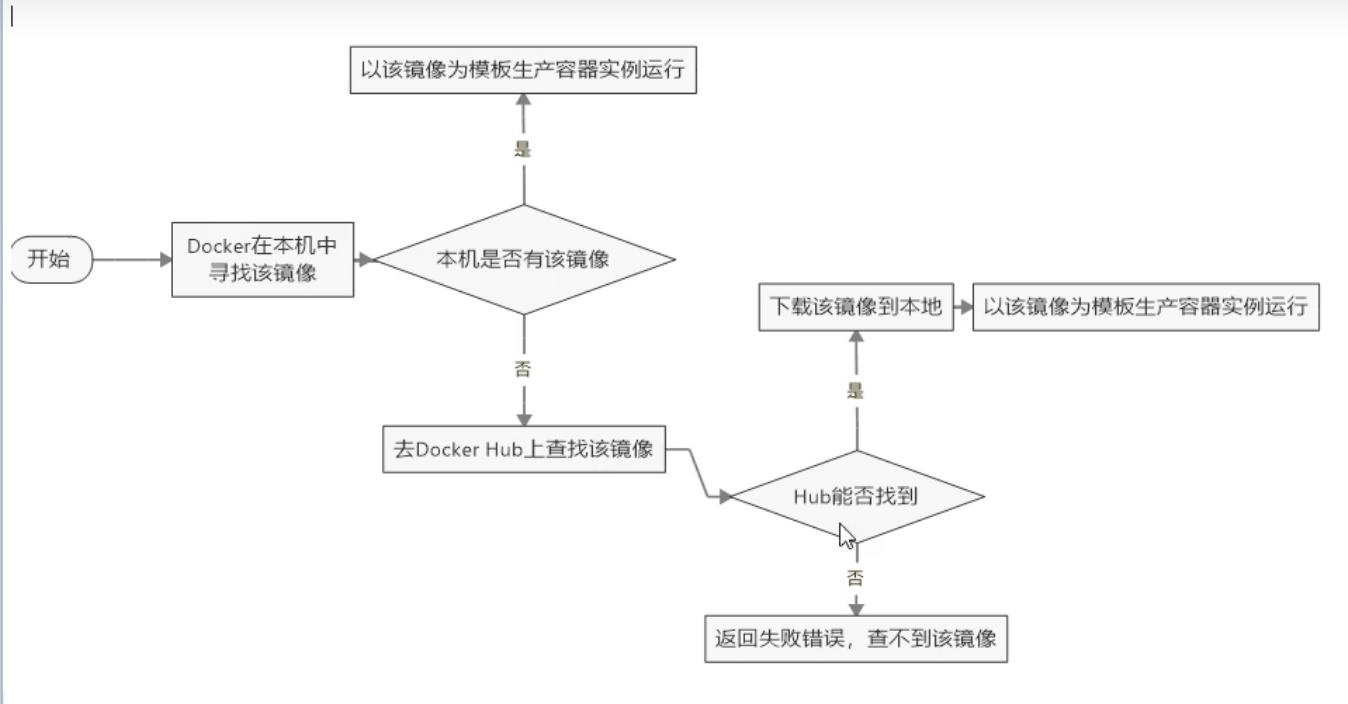 以该镜像为模板生产容器实例运行
是
开始
Docker在本机中
寻找该镜像
本机是否有该镜像
否
去Docker Hub上查找该镜像
下载该镜像到本地
以该镜像为模板生产容器实例运行
是
Hub能否找到
否
返回失败错误，查不到该镜像